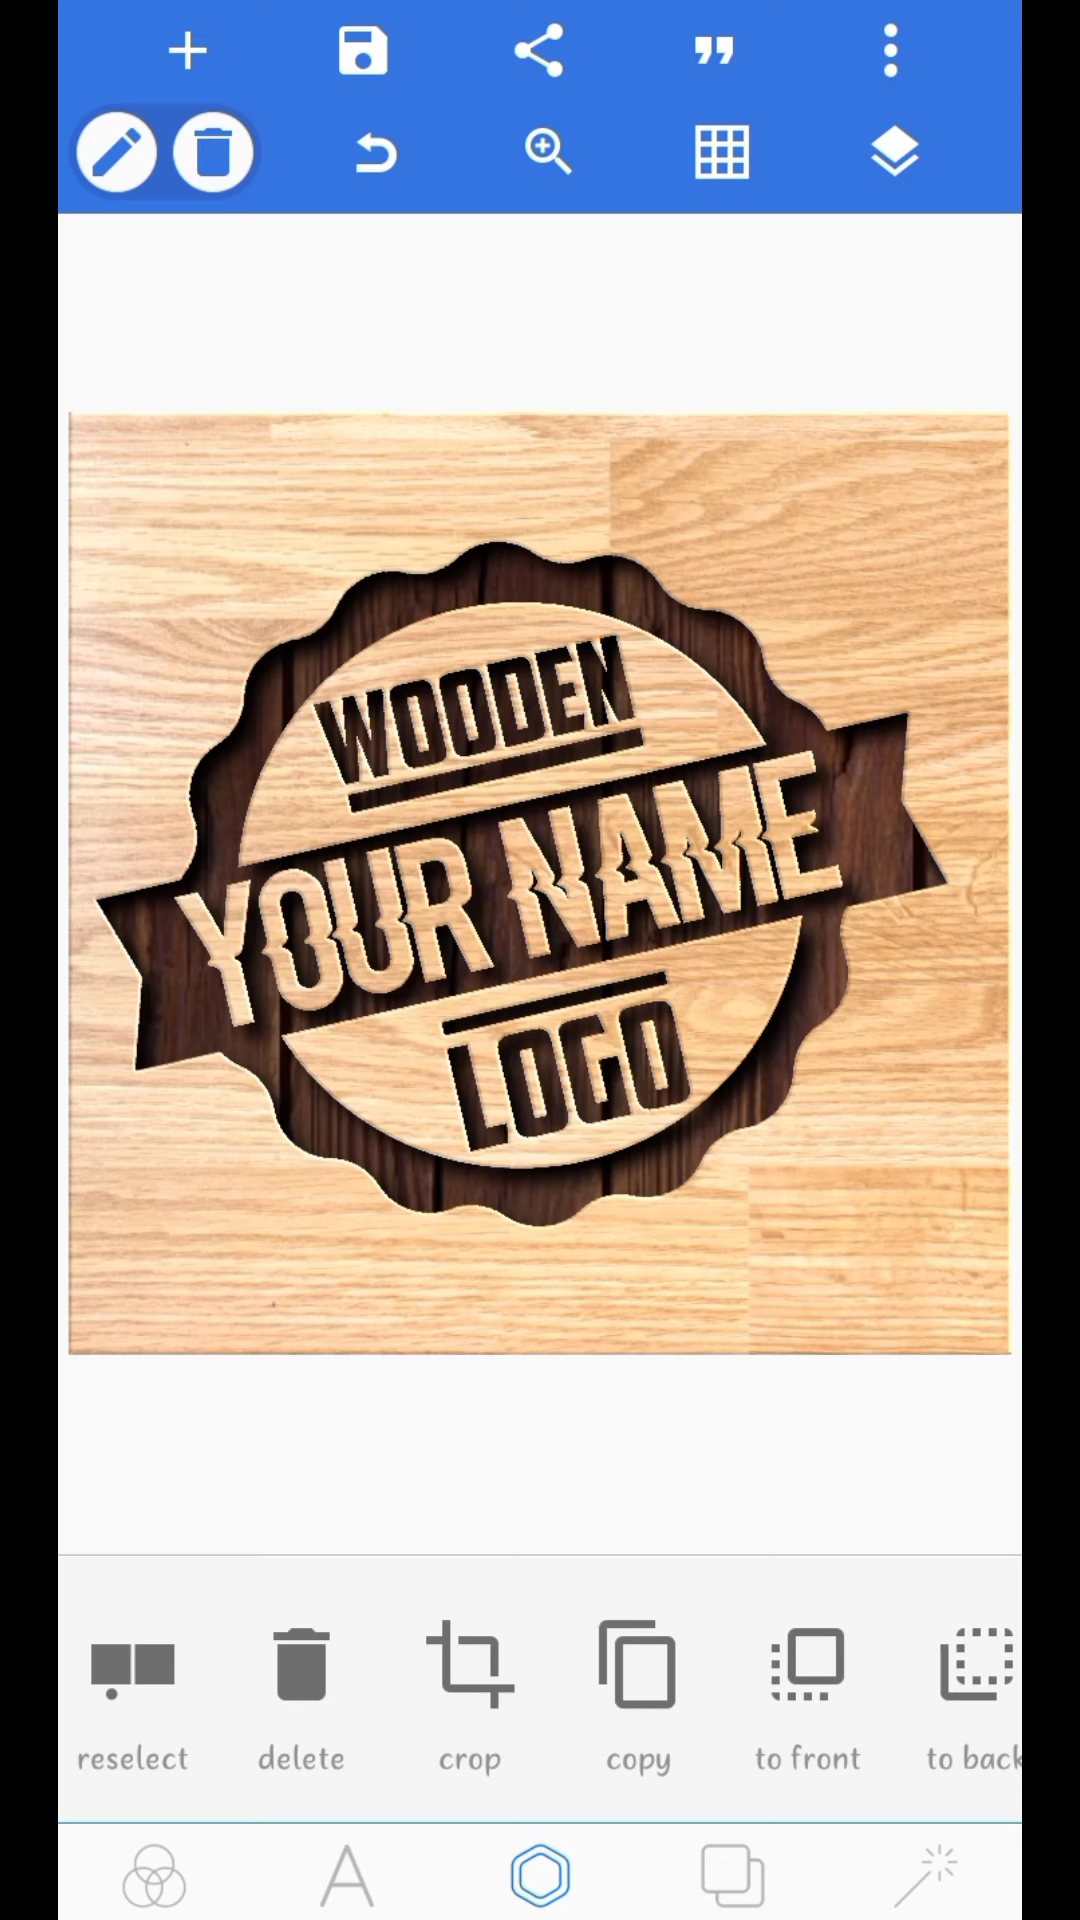 WOODEN
YOUR NAME
LOGO
reselect
delete
crop
copy
to front
to back